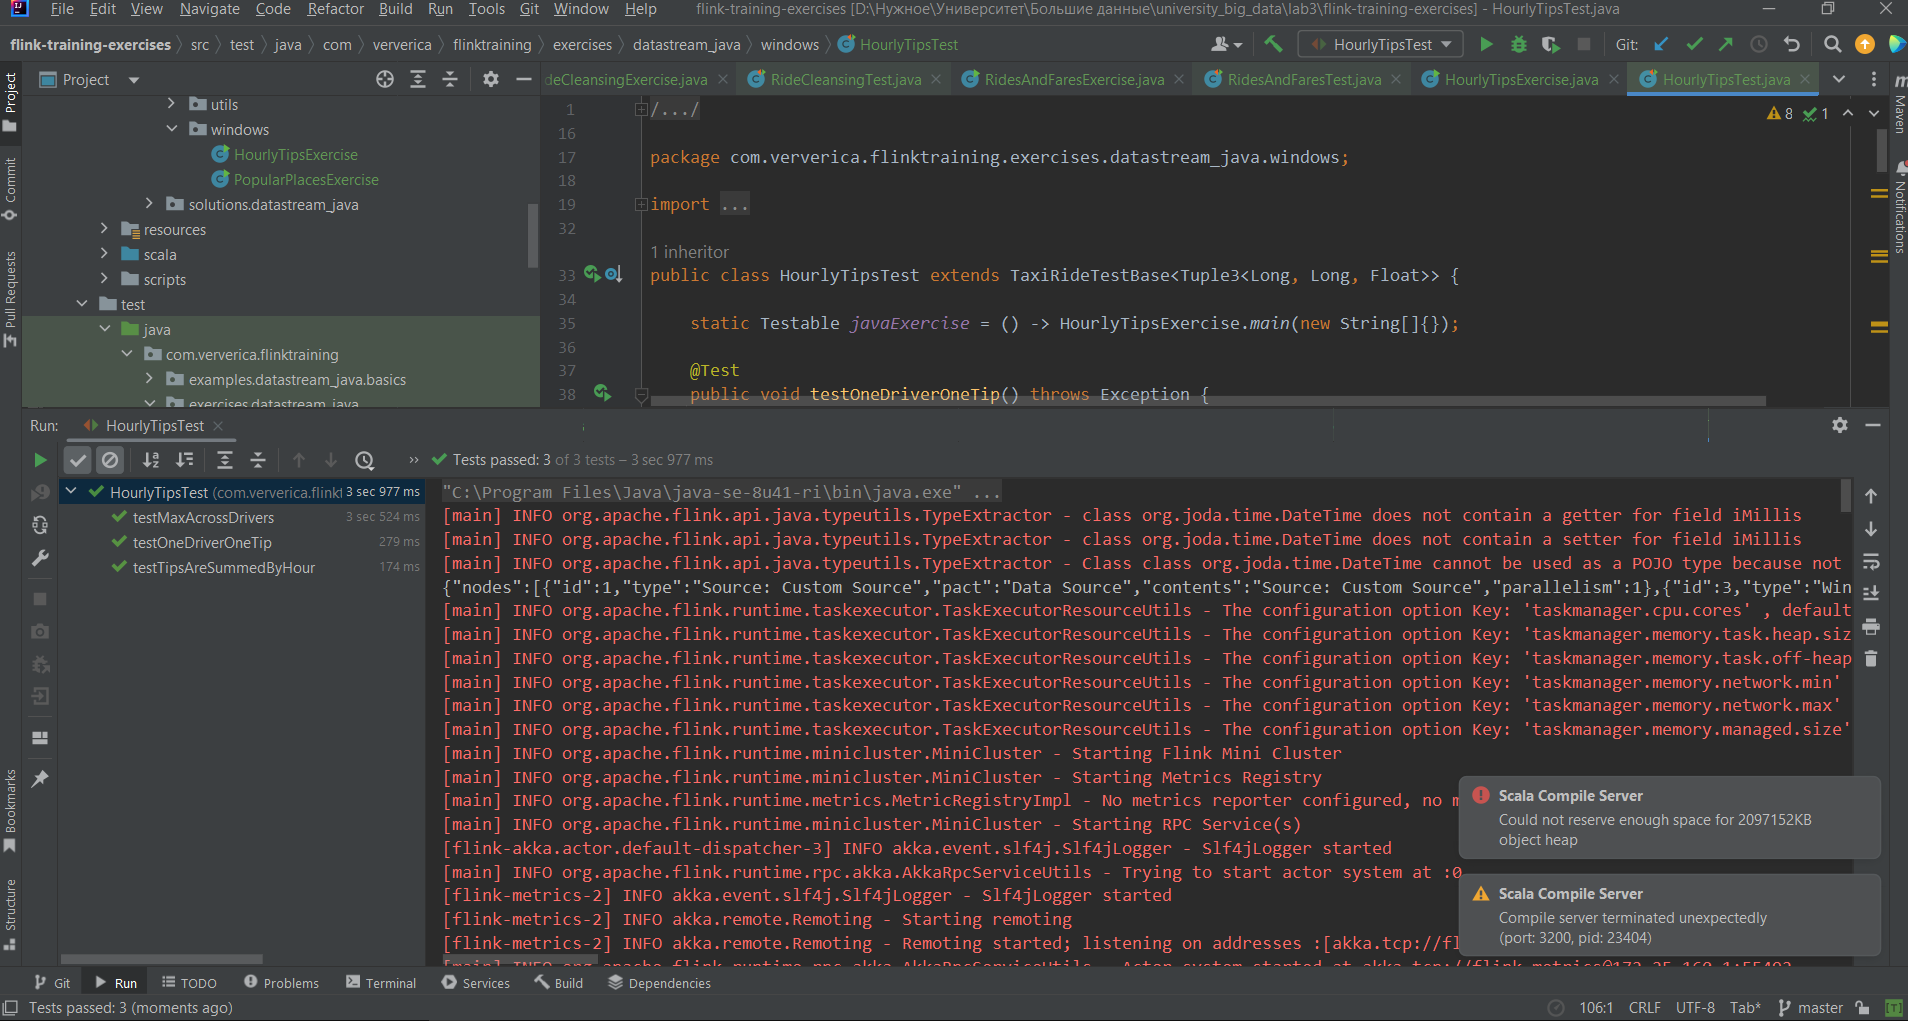 File Edit View Navigate Code Refactor Build Run Tools Git Window Help flink-training-exercises [D:\Нужное\Университет\Большие данные\university_big_data\lab3\flink-training-exercises] - HourlyTipsTest.java
flink-training-exercises src test java com ververica flinktraining exercises datastream_java windows HourlyTipsTest HourlyTipsTest Git:
Project deCleansingExercise.java RideCleansingTest.java RidesAndFaresExercise.java RidesAndFaresTest.java HourlyTipsExercise.java HourlyTipsTest.java
Project
Commit
Pull Requests
Bookmarks
Structure
Maven
Notifications
utils
windows
HourlyTipsExercise
PopularPlacesExercise
solutions.datastream_java
resources
scala
scripts
test
java
com.ververica.flinktraining
examples.datastream_java.basics
exercises.datastream_java
8 1
1 /.../
16
17 package com.ververica.flinktraining.exercises.datastream_java.windows;
18
19 import ...
32
1 inheritor
33 public class HourlyTipsTest extends TaxiRideTestBase<Tuple3<Long, Long, Float>> {
34
35 static Testable javaExercise = () -> HourlyTipsExercise.main(new String[]{});
36
37 @Test
38 public void testOneDriverOneTip() throws Exception {
Run: HourlyTipsTest
Tests passed: 3 of 3 tests – 3 sec 977 ms
HourlyTipsTest (com.ververica.flinkt 3 sec 977 ms
testMaxAcrossDrivers 3 sec 524 ms
testOneDriverOneTip 279 ms
testTipsAreSummedByHour 174 ms
"C:\Program Files\Java\java-se-8u41-ri\bin\java.exe" ...
[main] INFO org.apache.flink.api.java.typeutils.TypeExtractor - class org.joda.time.DateTime does not contain a getter for field iMillis
[main] INFO org.apache.flink.api.java.typeutils.TypeExtractor - class org.joda.time.DateTime does not contain a setter for field iMillis
[main] INFO org.apache.flink.api.java.typeutils.TypeExtractor - Class class org.joda.time.DateTime cannot be used as a POJO type because not
{"nodes":[{"id":1,"type":"Source: Custom Source","pact":"Data Source","contents":"Source: Custom Source","parallelism":1},{"id":3,"type":"Win
[main] INFO org.apache.flink.runtime.taskexecutor.TaskExecutorResourceUtils - The configuration option Key: 'taskmanager.cpu.cores' , default
[main] INFO org.apache.flink.runtime.taskexecutor.TaskExecutorResourceUtils - The configuration option Key: 'taskmanager.memory.task.heap.siz
[main] INFO org.apache.flink.runtime.taskexecutor.TaskExecutorResourceUtils - The configuration option Key: 'taskmanager.memory.task.off-heap
[main] INFO org.apache.flink.runtime.taskexecutor.TaskExecutorResourceUtils - The configuration option Key: 'taskmanager.memory.network.min'
[main] INFO org.apache.flink.runtime.taskexecutor.TaskExecutorResourceUtils - The configuration option Key: 'taskmanager.memory.network.max'
[main] INFO org.apache.flink.runtime.taskexecutor.TaskExecutorResourceUtils - The configuration option Key: 'taskmanager.memory.managed.size'
[main] INFO org.apache.flink.runtime.minicluster.MiniCluster - Starting Flink Mini Cluster
[main] INFO org.apache.flink.runtime.minicluster.MiniCluster - Starting Metrics Registry
[main] INFO org.apache.flink.runtime.metrics.MetricRegistryImpl - No metrics reporter configured, no m
[main] INFO org.apache.flink.runtime.minicluster.MiniCluster - Starting RPC Service(s)
[flink-akka.actor.default-dispatcher-3] INFO akka.event.slf4j.Slf4jLogger - Slf4jLogger started
[main] INFO org.apache.flink.runtime.rpc.akka.AkkaRpcServiceUtils - Trying to start actor system at :0
[flink-metrics-2] INFO akka.event.slf4j.Slf4jLogger - Slf4jLogger started
[flink-metrics-2] INFO akka.remote.Remoting - Starting remoting
[flink-metrics-2] INFO akka.remote.Remoting - Remoting started; listening on addresses :[akka.tcp://fl
[main] INFO org.apache.flink.runtime.rpc.akka.AkkaRpcServiceUtils - Actor system started at
Scala Compile Server
Could not reserve enough space for 2097152KB
object heap
Scala Compile Server
Compile server terminated unexpectedly
(port: 3200, pid: 23404)
Git Run TODO Problems Terminal Services Build Dependencies
Tests passed: 3 (moments ago) 106:1 CRLF UTF-8 Tab* master